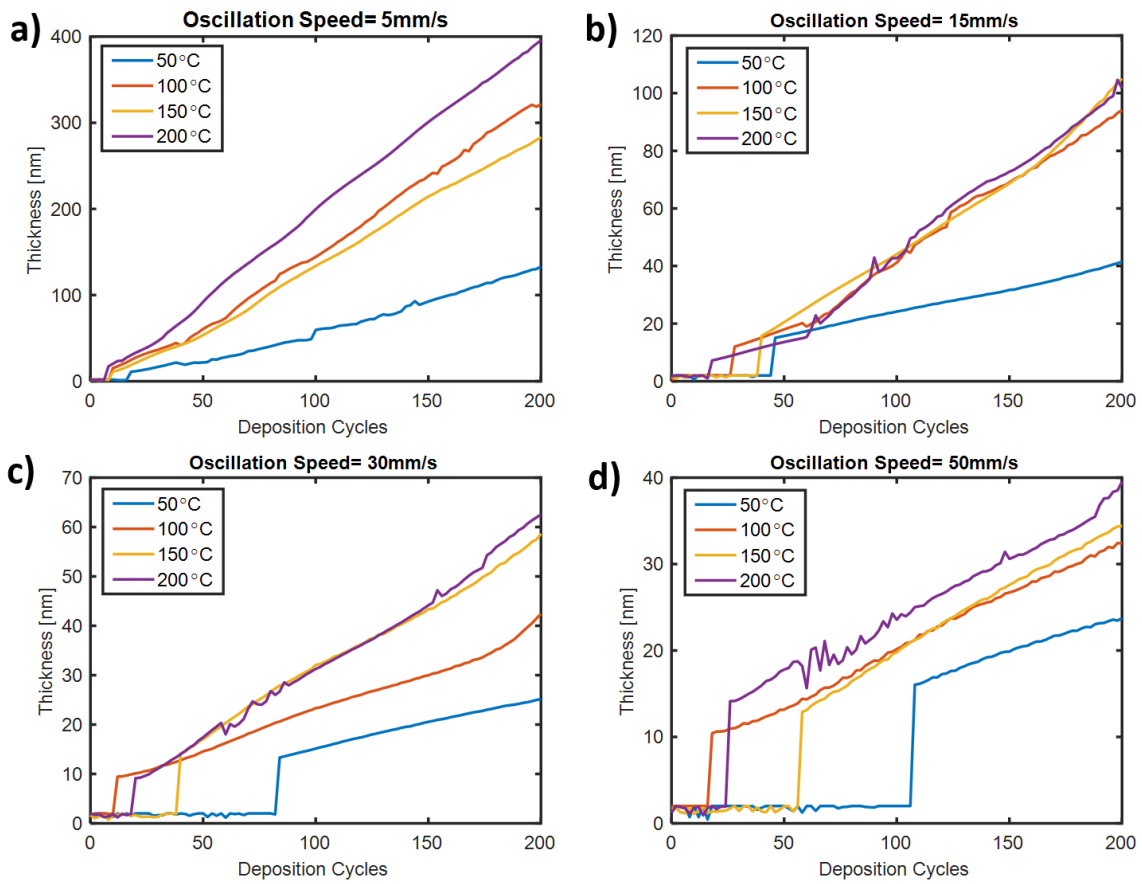 a)
Oscillation Speed= 5mm/s
400
300
200
100
0
Thickness [nm]
50°C
100°C
150°C
200°C
0 50 100 150 200
Deposition Cycles
b)
Oscillation Speed= 15mm/s
120
100
80
60
40
20
0
Thickness [nm]
50°C
100°C
150°C
200°C
0 50 100 150 200
Deposition Cycles
c)
Oscillation Speed= 30mm/s
70
60
50
40
30
20
10
0
Thickness [nm]
50°C
100°C
150°C
200°C
0 50 100 150 200
Deposition Cycles
d)
Oscillation Speed= 50mm/s
40
30
20
10
0
Thickness [nm]
50°C
100°C
150°C
200°C
0 50 100 150 200
Deposition Cycles